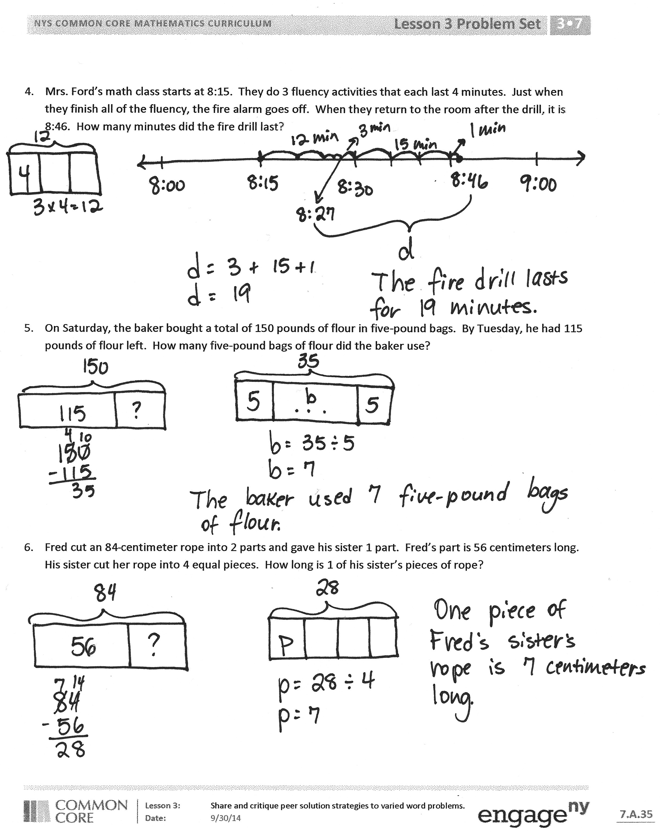 NYS COMMON CORE MATHEMATICS CURRICULUM Lesson 3 Problem Set 3•7
4. Mrs. Ford's math class starts at 8:15. They do 3 fluency activities that each last 4 minutes. Just when
they finish all of the fluency, the fire alarm goes off. When they return to the room after the drill, it is
8:46. How many minutes did the fire drill last?
12
12 min 3 min 15 min 1 min
4
8:00 8:15 8:30 8:46 9:00
3 x 4 = 12
8:27
d
d = 3 + 15 + 1
d = 19
The fire drill lasts
for 19 minutes.
5. On Saturday, the baker bought a total of 150 pounds of flour in five-pound bags. By Tuesday, he had 115
pounds of flour left. How many five-pound bags of flour did the baker use?
150 35
115 ? 5 b ... 5
4 10
150
-115
35
b = 35 ÷ 5
b = 7
The baker used 7 five-pound bags
of flour.
6. Fred cut an 84-centimeter rope into 2 parts and gave his sister 1 part. Fred's part is 56 centimeters long.
His sister cut her rope into 4 equal pieces. How long is 1 of his sister's pieces of rope?
84 28
56 ? P
7 14
84
- 56
28
p = 28 ÷ 4
p = 7
One piece of
Fred's sister's
rope is 7 centimeters
long.
COMMON
CORE
Lesson 3: Share and critique peer solution strategies to varied word problems.
Date: 9/30/14
engage ny
7.A.35